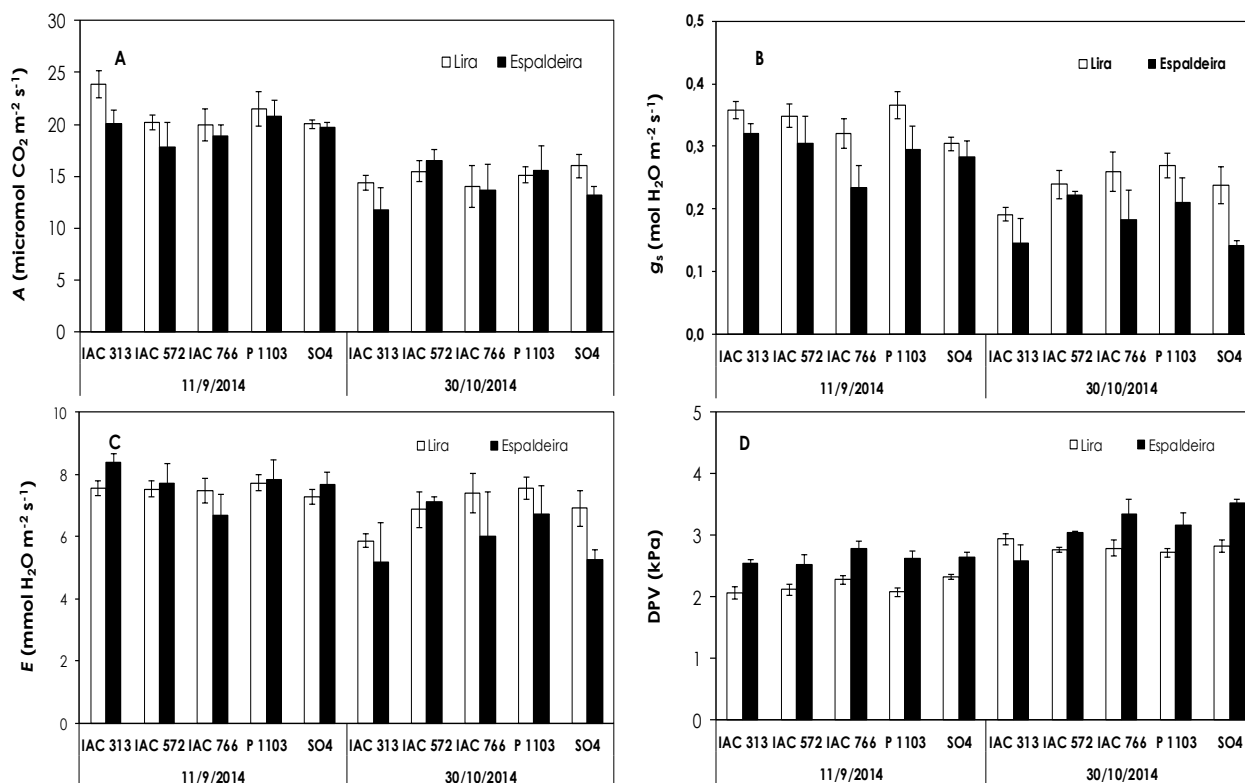 A
Lira Espaldeira
A (micromol CO₂ m⁻² s⁻¹)
30
25
20
15
10
5
0
IAC 313 IAC 572 IAC 766 P 1103 SO4 IAC 313 IAC 572 IAC 766 P 1103 SO4
11/9/2014 30/10/2014
B
Lira Espaldeira
gs (mol H₂O m⁻² s⁻¹)
0,5
0,4
0,3
0,2
0,1
0,0
IAC 313 IAC 572 IAC 766 P 1103 SO4 IAC 313 IAC 572 IAC 766 P 1103 SO4
11/9/2014 30/10/2014
C
Lira Espaldeira
E (mmol H₂O m⁻² s⁻¹)
10
8
6
4
2
0
IAC 313 IAC 572 IAC 766 P 1103 SO4 IAC 313 IAC 572 IAC 766 P 1103 SO4
11/9/2014 30/10/2014
D
Lira Espaldeira
DPV (kPa)
5
4
3
2
1
0
IAC 313 IAC 572 IAC 766 P 1103 SO4 IAC 313 IAC 572 IAC 766 P 1103 SO4
11/9/2014 30/10/2014